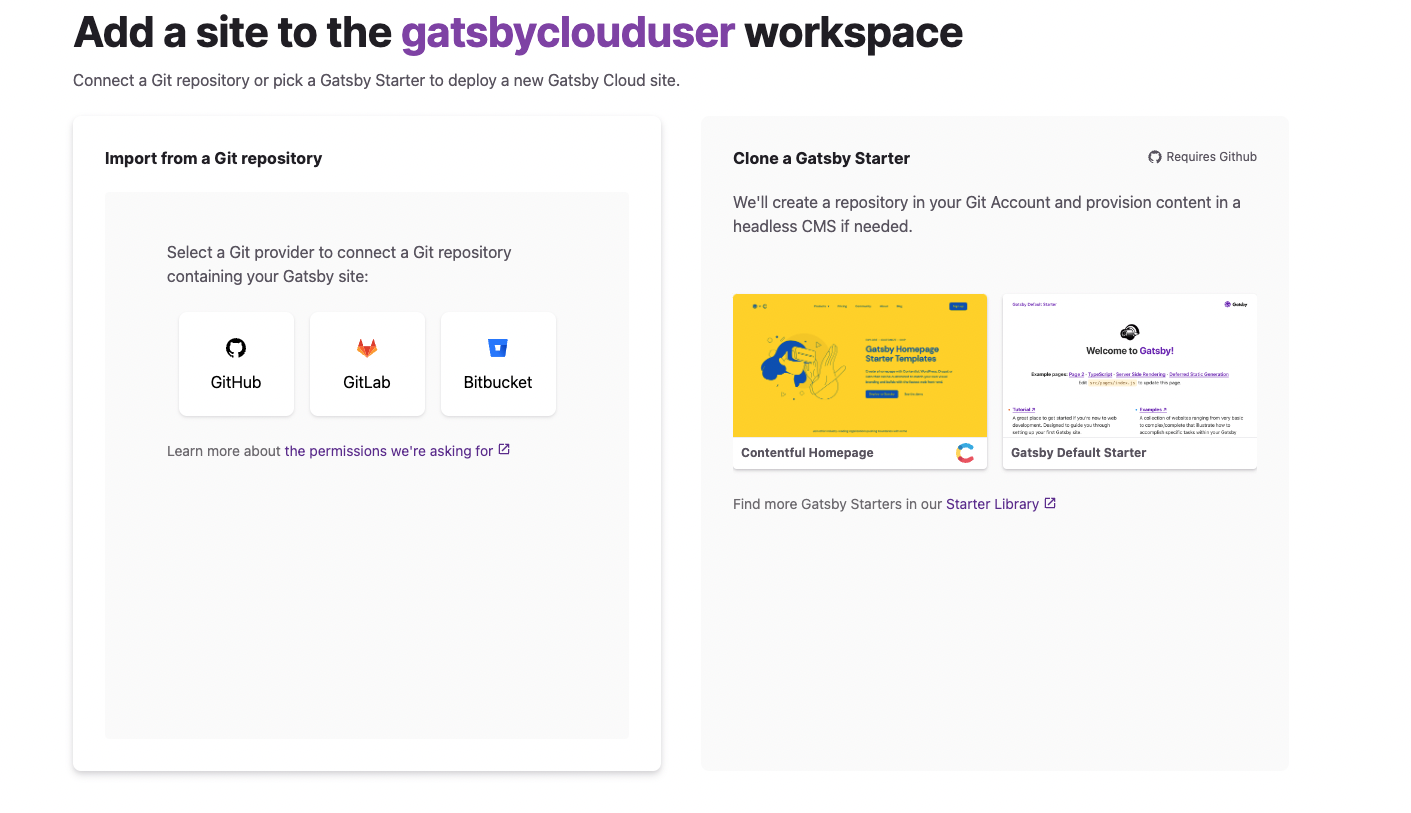 Add a site to the gatsbyclouduser workspace
Connect a Git repository or pick a Gatsby Starter to deploy a new Gatsby Cloud site.
Import from a Git repository
Select a Git provider to connect a Git repository
containing your Gatsby site:
GitHub
GitLab
Bitbucket
Learn more about the permissions we're asking for
Clone a Gatsby Starter
Requires Github
We'll create a repository in your Git Account and provision content in a
headless CMS if needed.
Gatsby Homepage
Starter Templates
Contentful Homepage
Gatsby Default Starter
Gatsby
Welcome to Gatsby!
Example pages: Page 2 · TypeScript · Server Side Rendering · Deferred Static Generation
Edit src/pages/index.js to update this page.
Tutorial
A great place to get started if you're new to web
development. Designed to guide you through
setting up your first Gatsby site.
Examples
A collection of websites ranging from very basic
to complex/complete that illustrate how to
accomplish specific tasks within your Gatsby
Gatsby Default Starter
Find more Gatsby Starters in our Starter Library